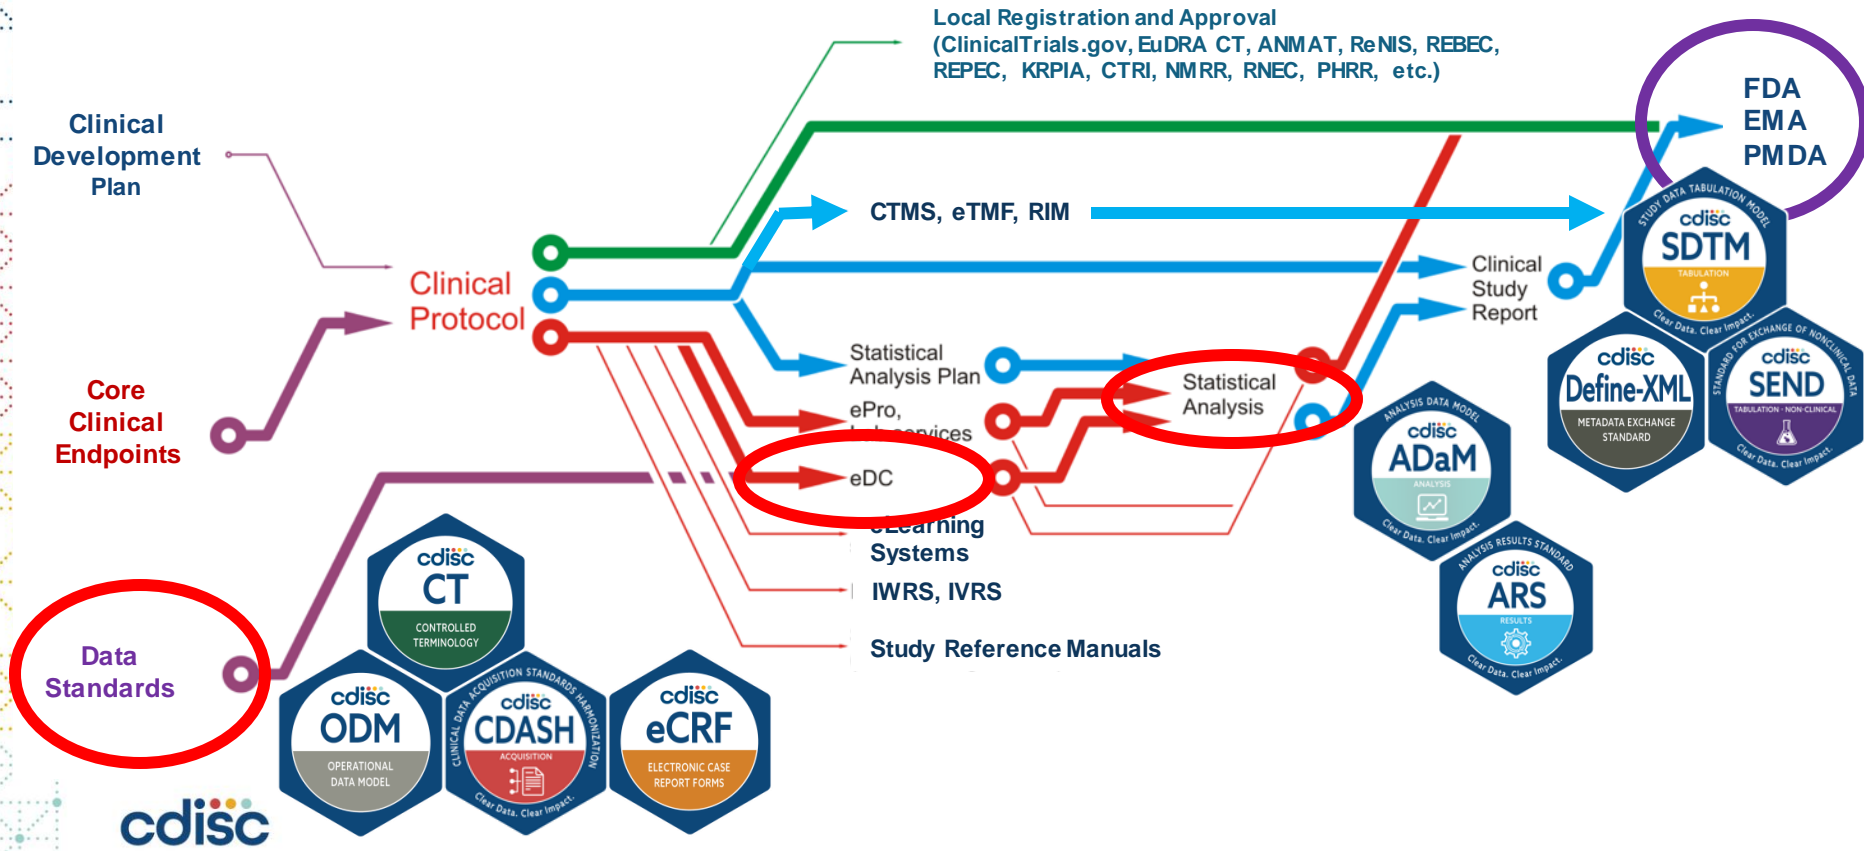 Local Registration and Approval
(ClinicalTrials.gov, EuDRA CT, ANMAT, ReNIS, REBEC,
REPEC, KRPIA, CTRI, NMRR, RNEC, PHRR, etc.)
FDA
EMA
PMDA
Clinical
Development
Plan
CTMS, eTMF, RIM
Clinical
Protocol
Clinical
Study
Report
Statistical
Analysis Plan
Statistical
Analysis
ePro,
services
eDC
Core
Clinical
Endpoints
eLearning
Systems
IWRS, IVRS
Study Reference Manuals
Data
Standards
STUDY DATA TABULATION MODEL
cdisc
SDTM
TABULATION
Clear Data. Clear Impact.
cdisc
Define-XML
METADATA EXCHANGE
STANDARD
STANDARD FOR EXCHANGE OF NONCLINICAL DATA
cdisc
SEND
TABULATION - NON-CLINICAL
Clear Data. Clear Impact.
ANALYSIS DATA MODEL
cdisc
ADaM
ANALYSIS
Clear Data. Clear Impact.
ANALYSIS RESULTS STANDARD
cdisc
ARS
RESULTS
Clear Data. Clear Impact.
cdisc
CT
CONTROLLED
TERMINOLOGY
cdisc
ODM
OPERATIONAL
DATA MODEL
CLINICAL DATA ACQUISITION STANDARDS HARMONIZATION
cdisc
CDASH
ACQUISITION
Clear Data. Clear Impact.
cdisc
eCRF
ELECTRONIC CASE
REPORT FORMS
cdisc